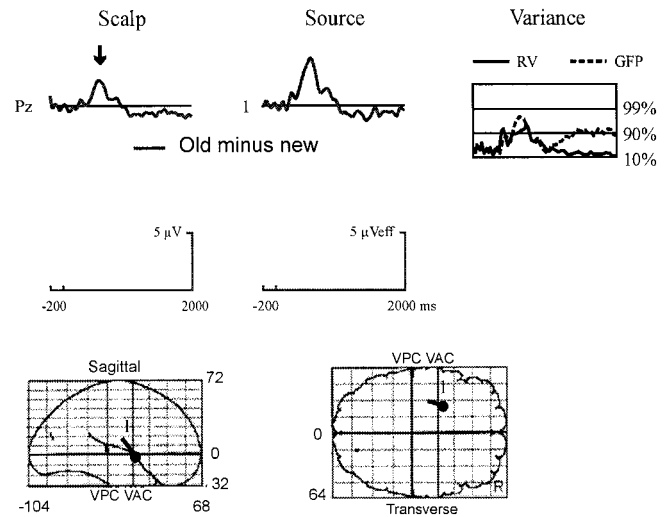 Scalp Source Variance
RV GFP
Pz 1 99%
90%
10%
Old minus new
5 µV 5 µVeff
-200 2000 -200 2000 ms
Sagittal VPC VAC
72
I I
0 0
VPC VAC 32 R
-104 68 64 Transverse